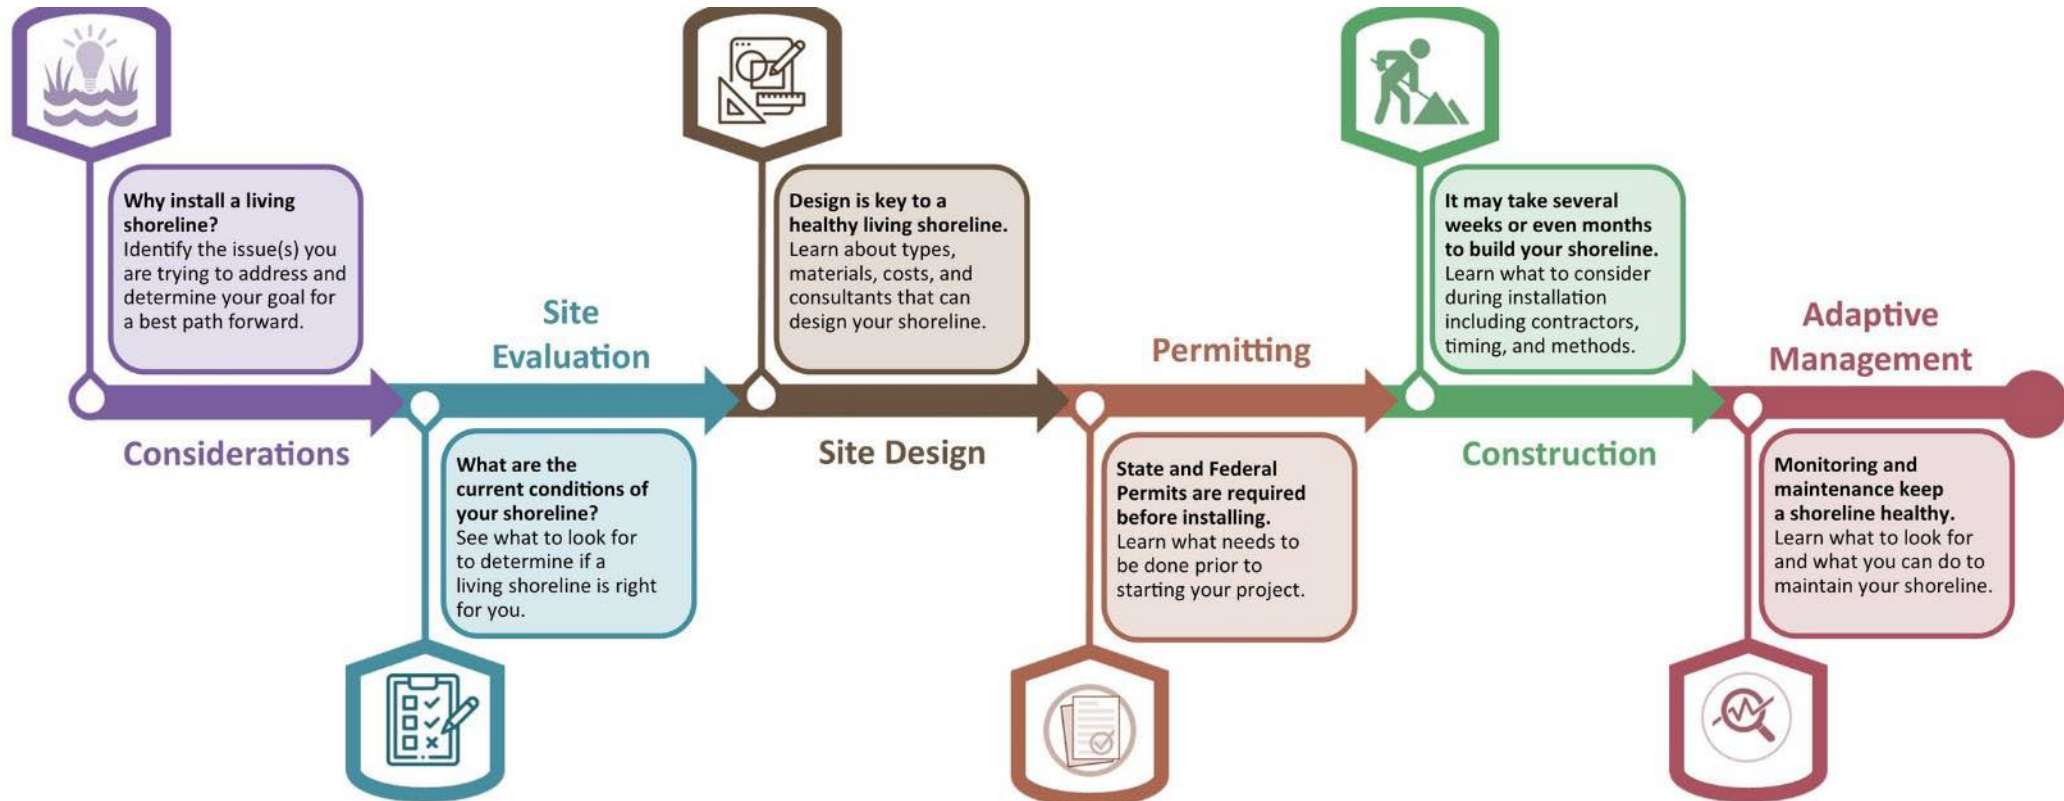 Why install a living
shoreline?
Identify the issue(s) you
are trying to address and
determine your goal for
a best path forward.
Considerations
Site
Evaluation
What are the
current conditions of
your shoreline?
See what to look for
to determine if a
living shoreline is right
for you.
Design is key to a
healthy living shoreline.
Learn about types,
materials, costs, and
consultants that can
design your shoreline.
Site Design
Permitting
State and Federal
Permits are required
before installing.
Learn what needs to
be done prior to
starting your project.
It may take several
weeks or even months
to build your shoreline.
Learn what to consider
during installation
including contractors,
timing, and methods.
Construction
Adaptive
Management
Monitoring and
maintenance keep
a shoreline healthy.
Learn what to look for
and what you can do to
maintain your shoreline.